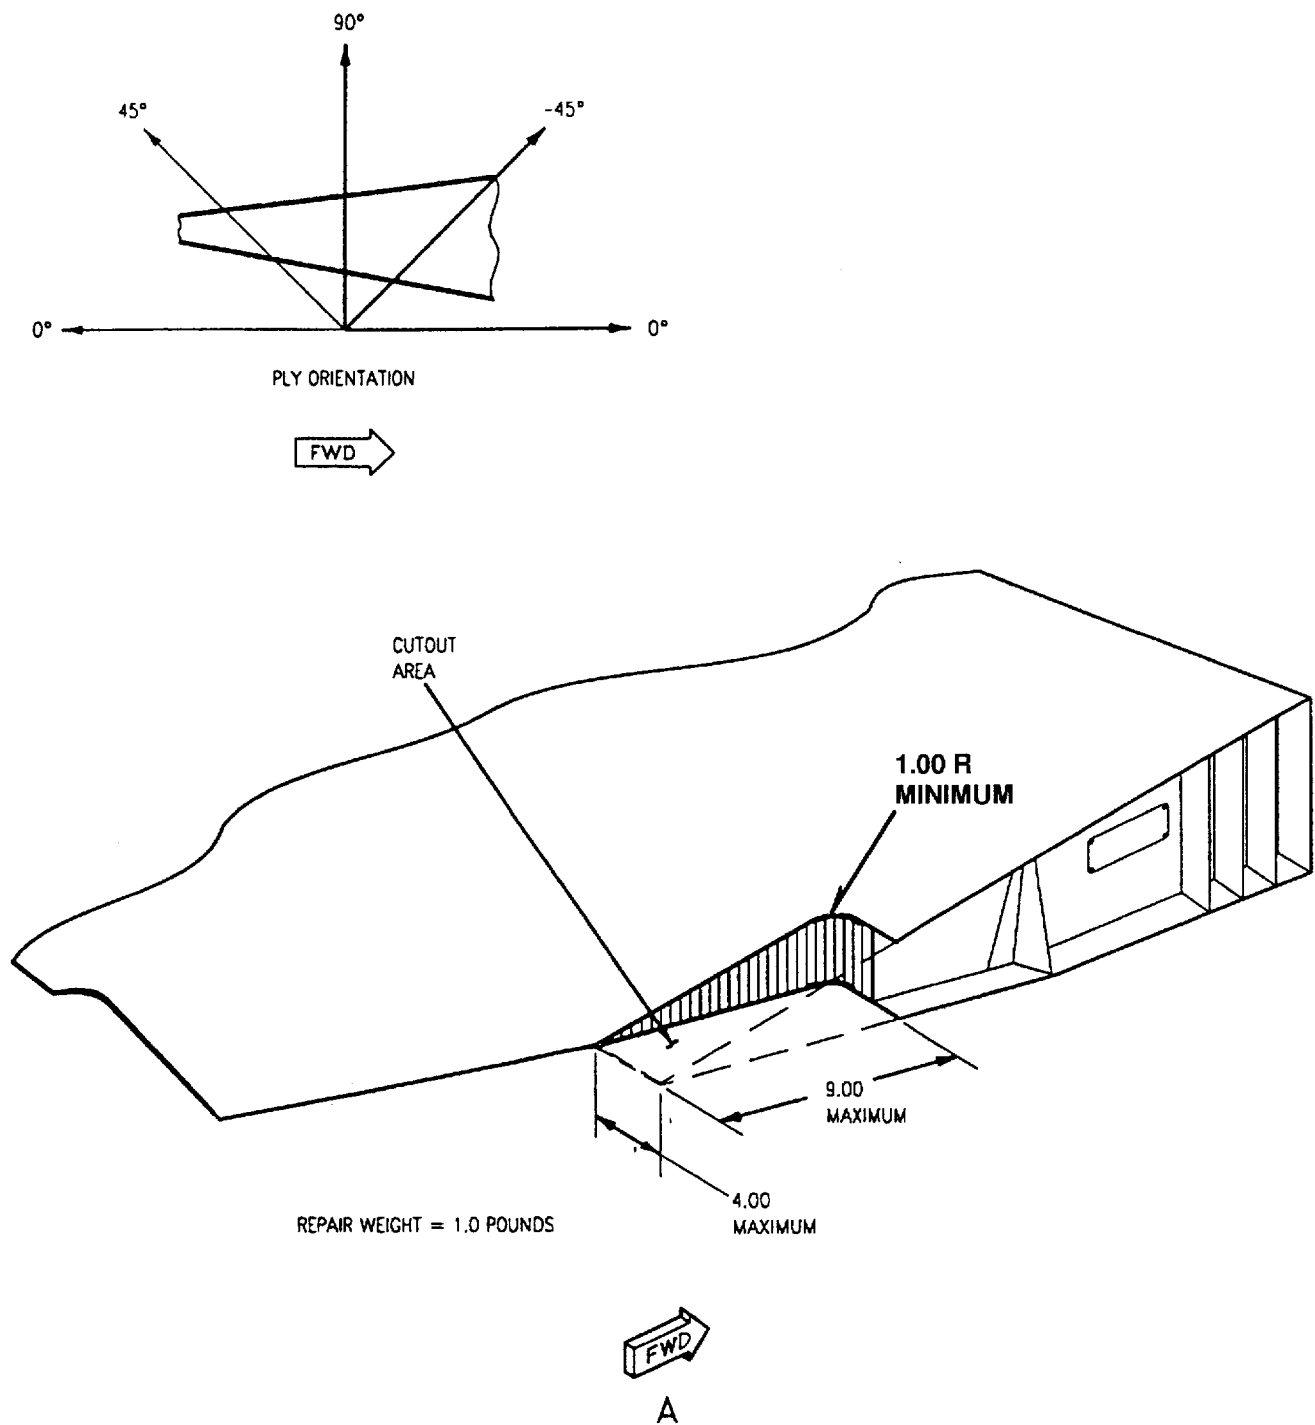 90°
45°
-45°
0°
0°
PLY ORIENTATION
FWD
CUTOUT
AREA
1.00 R
MINIMUM
9.00
MAXIMUM
4.00
MAXIMUM
REPAIR WEIGHT = 1.0 POUNDS
FWD
A